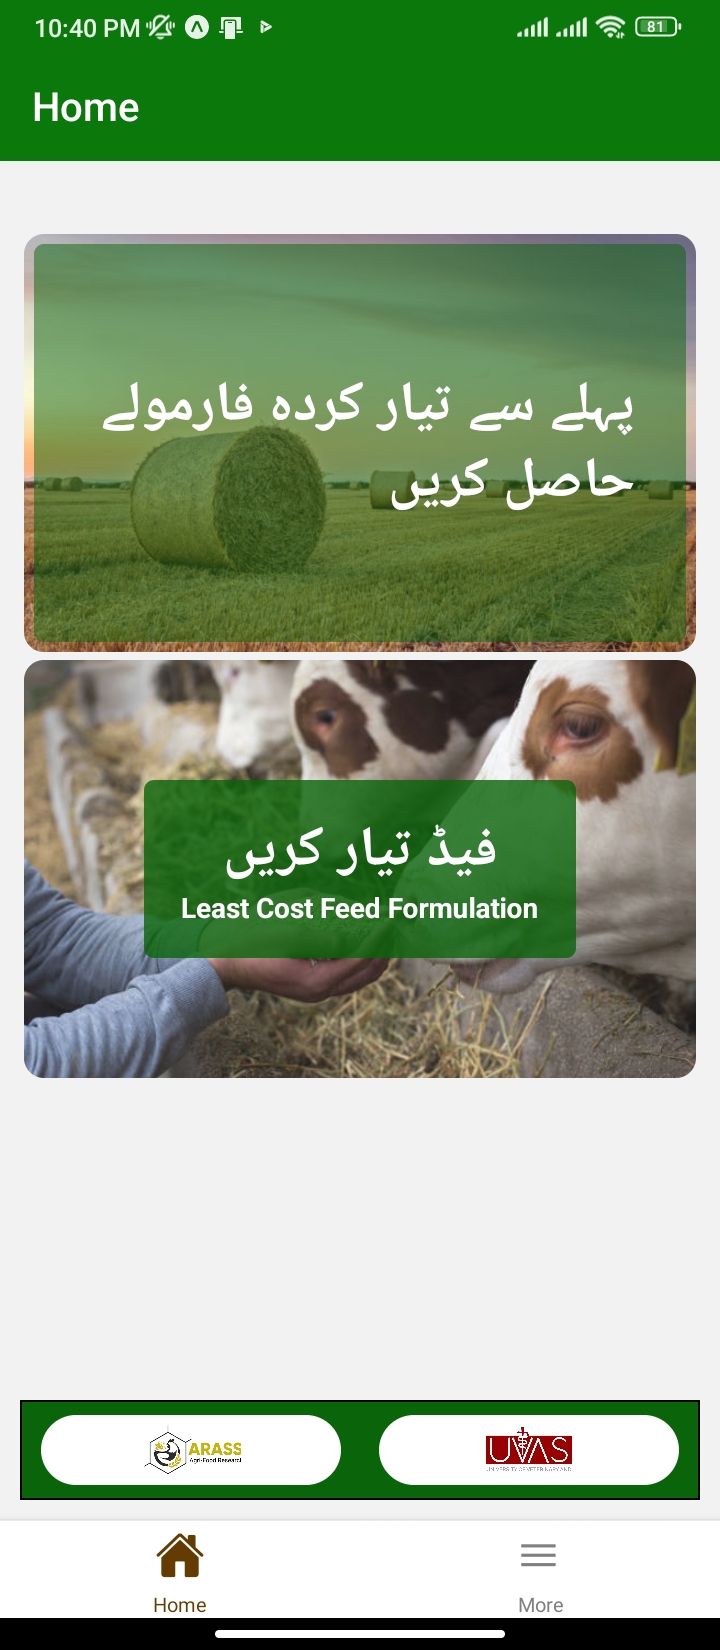 10:40 PM
81
Home
پہلے سے تیار کردہ فارمولے
حاصل کریں
فیڈ تیار کریں
Least Cost Feed Formulation
ARASS
Agri-Food Research
UVAS
UNIVERSITY OF VETERINARY AND
Home
More